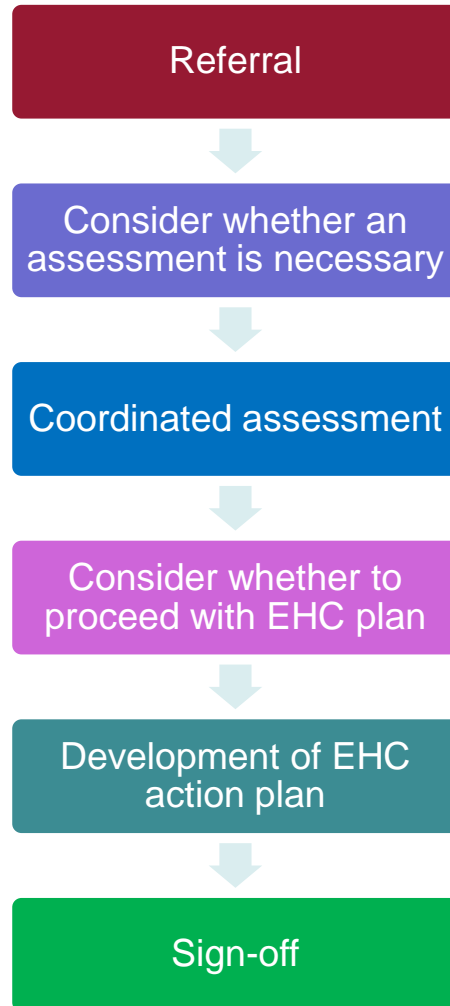 Referral
Consider whether an
assessment is necessary
Coordinated assessment
Consider whether to
proceed with EHC plan
Development of EHC
action plan
Sign-off